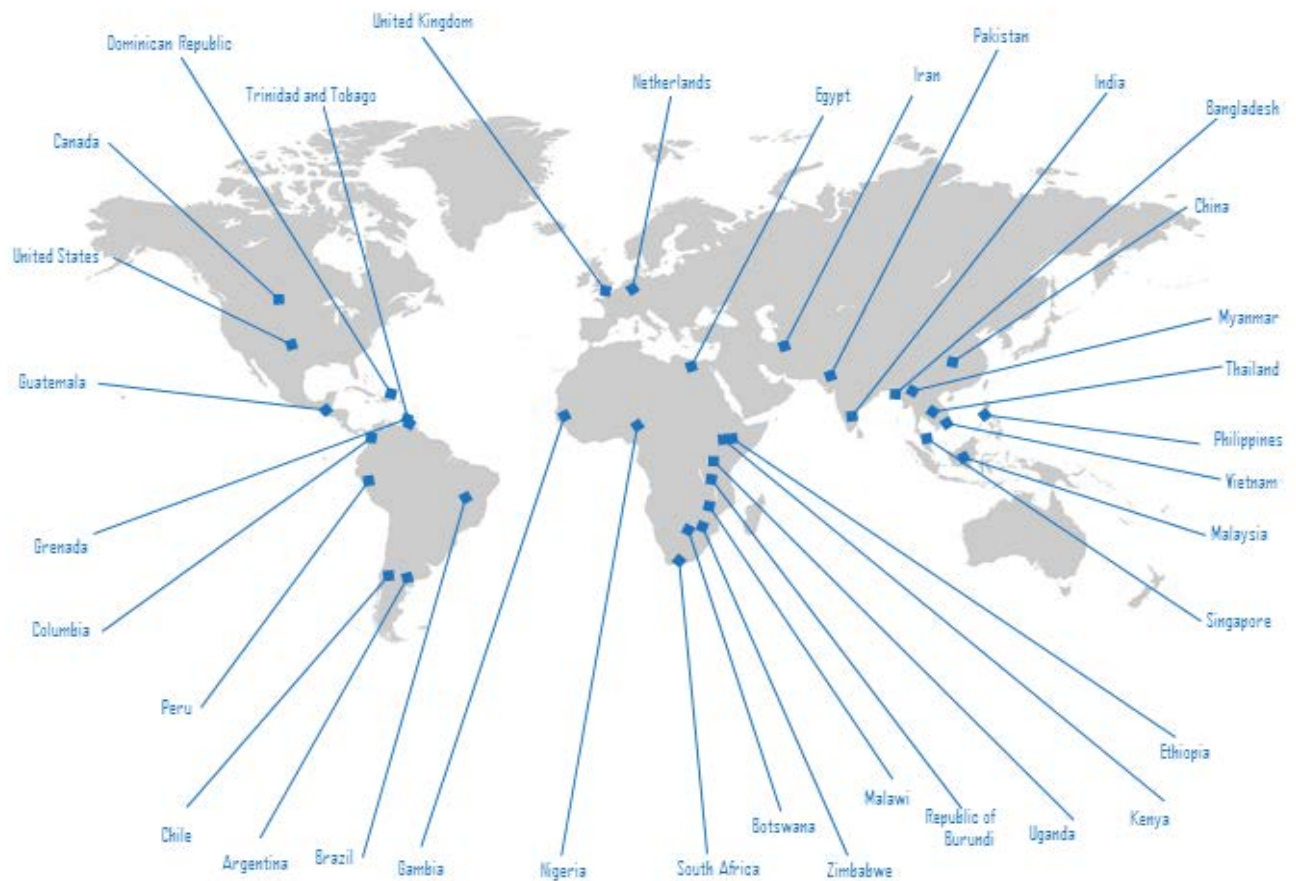 United Kingdom
Dominican Republic
Pakistan
Netherlands
Iran
Trinidad and Tobago
Egypt
India
Bangladesh
Canada
China
United States
Myanmar
Guatemala
Thailand
Philippines
Vietnam
Grenada
Malaysia
Columbia
Singapore
Peru
Ethiopia
Malawi
Republic of
Burundi
Kenya
Botswana
Uganda
Chile
Argentina
Brazil
Gambia
Nigeria
South Africa
Zimbabwe